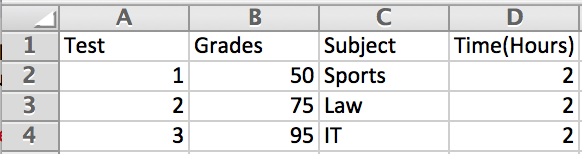 A B C D
1 Test Grades Subject Time(Hours)
2 1 50 Sports 2
3 2 75 Law 2
4 3 95 IT 2